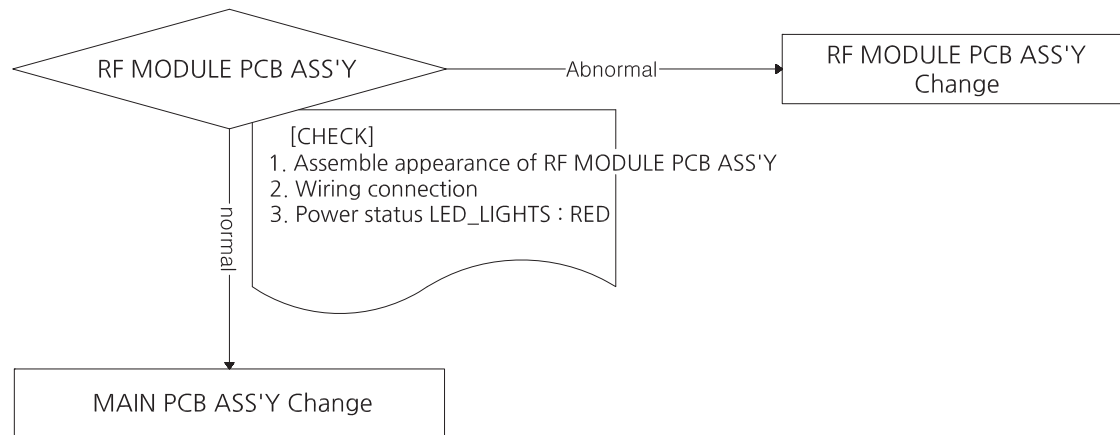 RF MODULE PCB ASS'Y
Abnormal
RF MODULE PCB ASS'Y
Change
[CHECK]
1. Assemble appearance of RF MODULE PCB ASS'Y
2. Wiring connection
3. Power status LED_LIGHTS : RED
normal
MAIN PCB ASS'Y Change